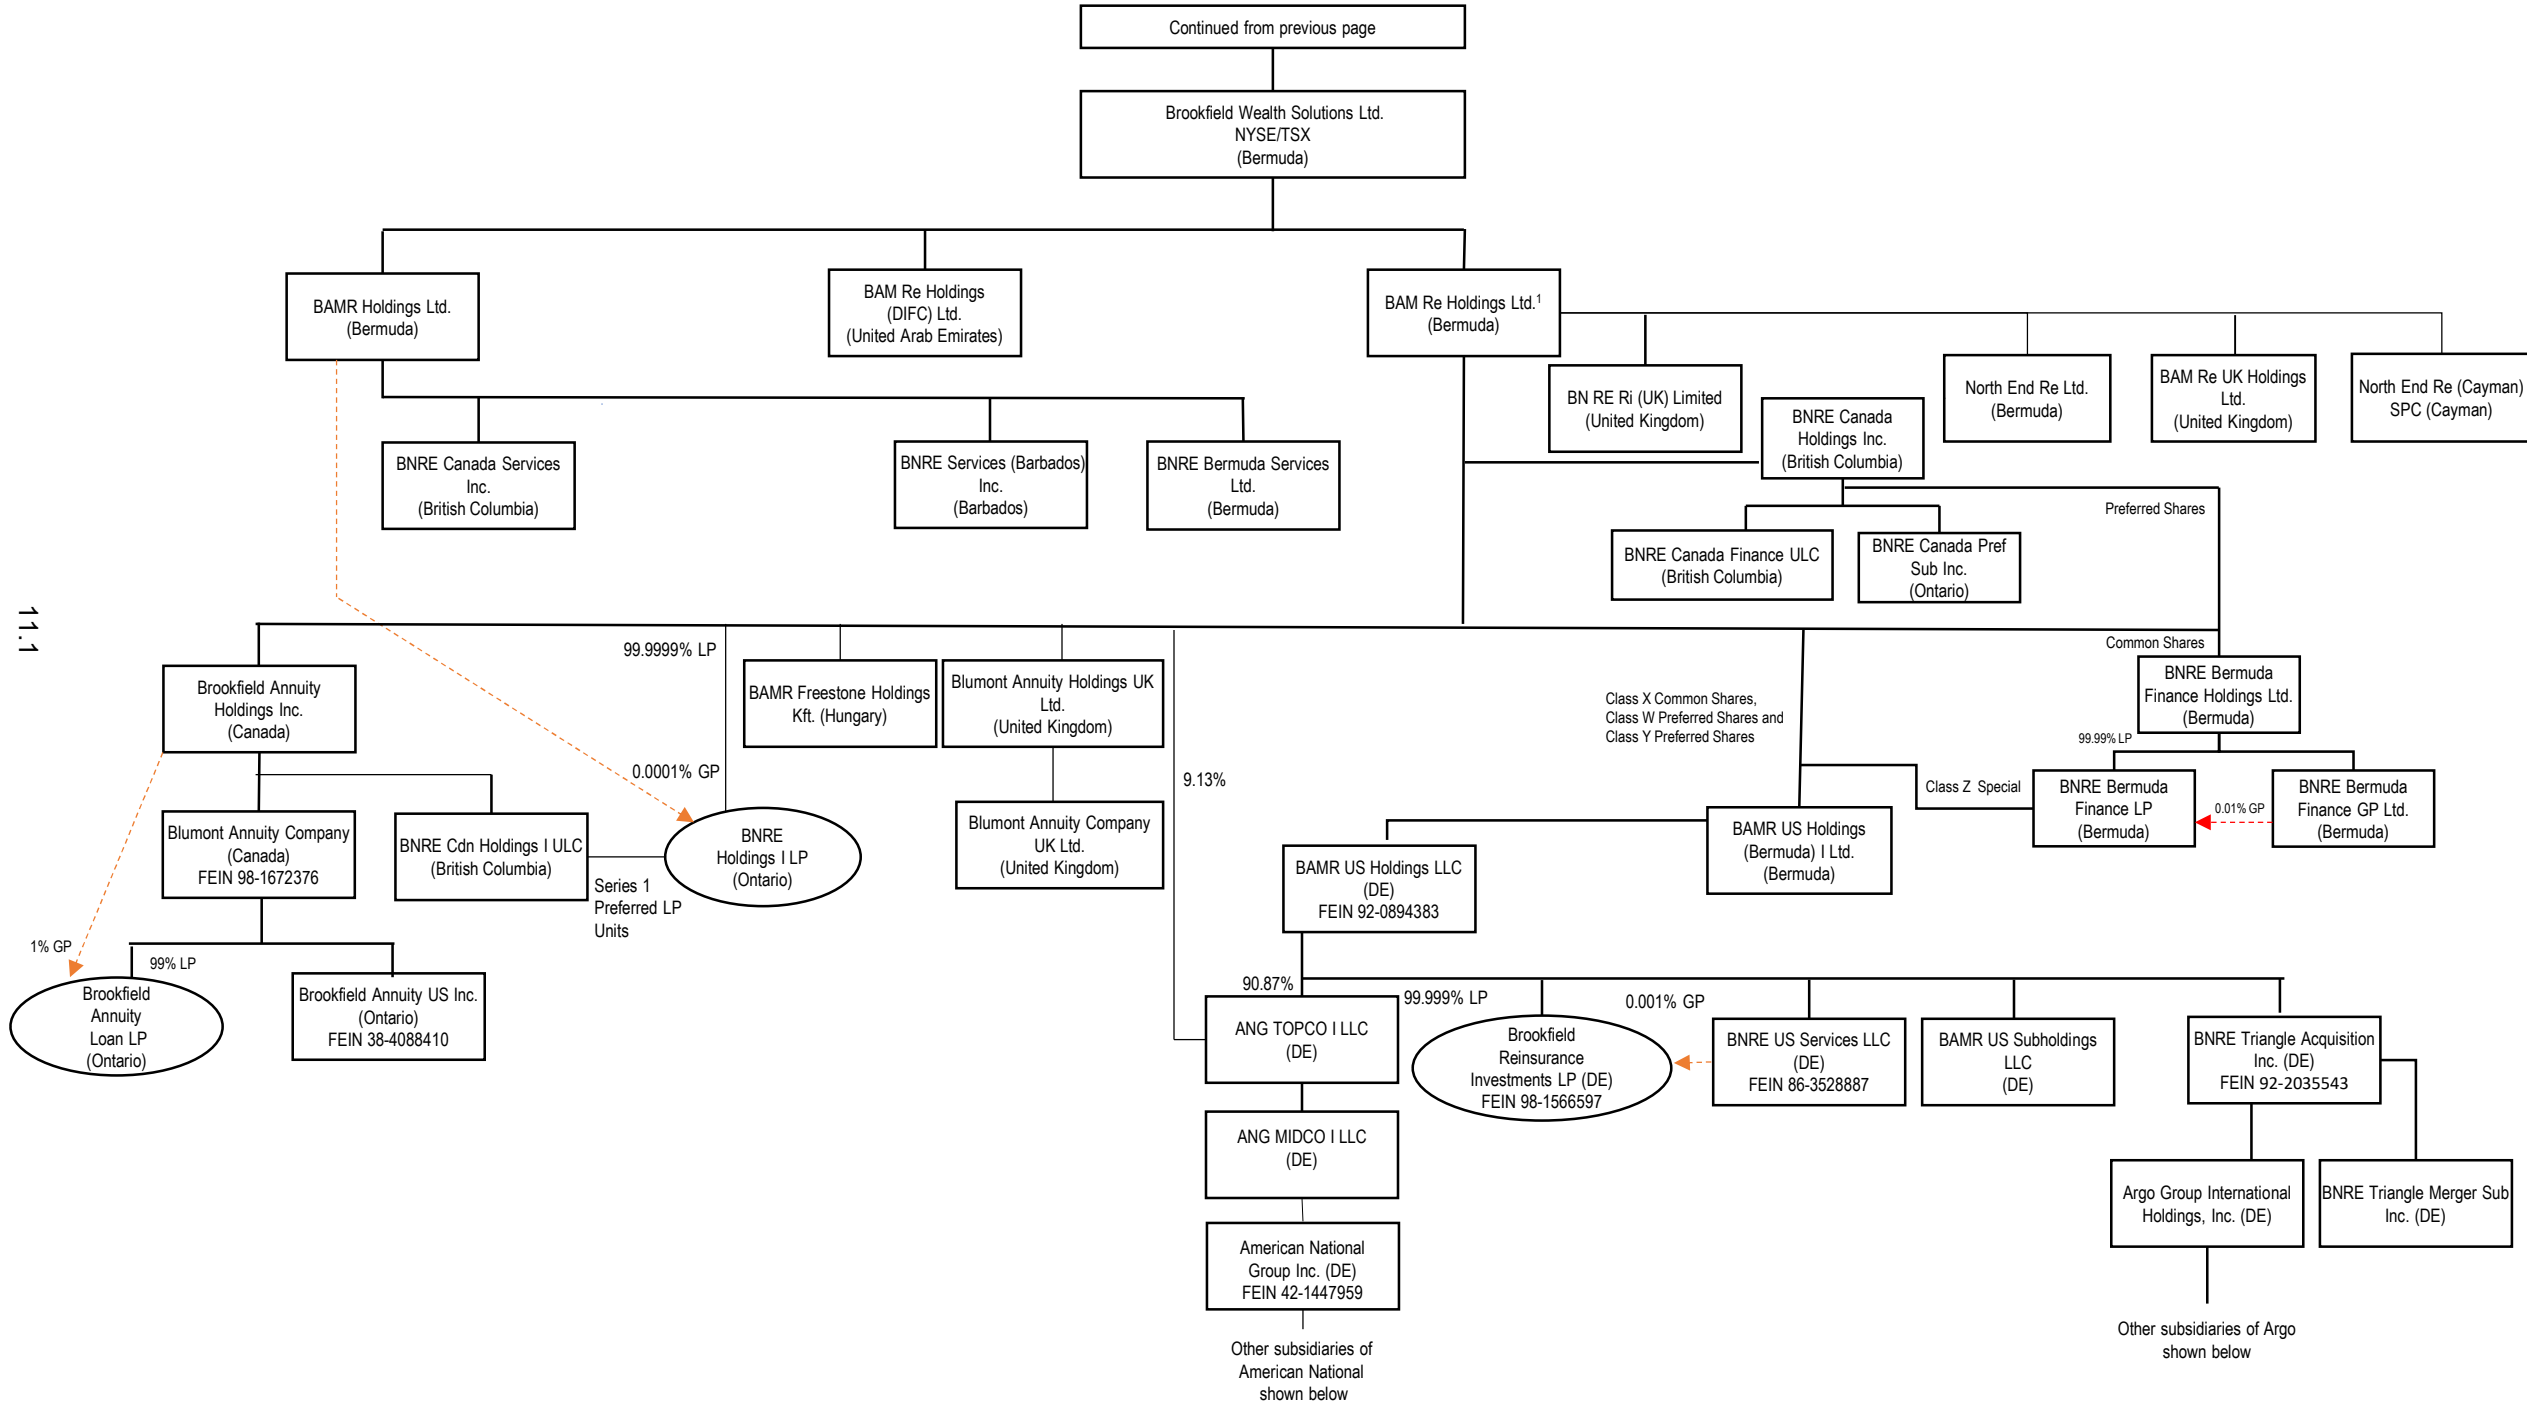 Continued from previous page
Brookfield Wealth Solutions Ltd.
NYSE/TSX
(Bermuda)
BAMR Holdings Ltd.
(Bermuda)
BAM Re Holdings
(DIFC) Ltd.
(United Arab Emirates)
BAM Re Holdings Ltd.1
(Bermuda)
BN RE Ri (UK) Limited
(United Kingdom)
North End Re Ltd.
(Bermuda)
BAM Re UK Holdings
Ltd.
(United Kingdom)
North End Re (Cayman)
SPC (Cayman)
BNRE Canada
Holdings Inc.
(British Columbia)
BNRE Canada Services
Inc.
(British Columbia)
BNRE Services (Barbados)
Inc.
(Barbados)
BNRE Bermuda Services
Ltd.
(Bermuda)
Preferred Shares
BNRE Canada Finance ULC
(British Columbia)
BNRE Canada Pref
Sub Inc.
(Ontario)
11.1
99.9999% LP
Common Shares
Brookfield Annuity
Holdings Inc.
(Canada)
BAMR Freestone Holdings
Kft. (Hungary)
Blumont Annuity Holdings UK
Ltd.
(United Kingdom)
Class X Common Shares,
Class W Preferred Shares and
Class Y Preferred Shares
BNRE Bermuda
Finance Holdings Ltd.
(Bermuda)
99.99% LP
0.0001% GP
9.13%
Class Z Special
BNRE Bermuda
Finance LP
(Bermuda)
0.01% GP
BNRE Bermuda
Finance GP Ltd.
(Bermuda)
Blumont Annuity Company
(Canada)
FEIN 98-1672376
BNRE Cdn Holdings I ULC
(British Columbia)
Series 1
Preferred LP
Units
BNRE
Holdings I LP
(Ontario)
Blumont Annuity Company
UK Ltd.
(United Kingdom)
BAMR US Holdings LLC
(DE)
FEIN 92-0894383
BAMR US Holdings
(Bermuda) I Ltd.
(Bermuda)
1% GP
99% LP
Brookfield
Annuity
Loan LP
(Ontario)
Brookfield Annuity US Inc.
(Ontario)
FEIN 38-4088410
90.87%
99.999% LP
0.001% GP
ANG TOPCO I LLC
(DE)
Brookfield
Reinsurance
Investments LP (DE)
FEIN 98-1566597
BNRE US Services LLC
(DE)
FEIN 86-3528887
BAMR US Subholdings
LLC
(DE)
BNRE Triangle Acquisition
Inc. (DE)
FEIN 92-2035543
ANG MIDCO I LLC
(DE)
Argo Group International
Holdings, Inc. (DE)
BNRE Triangle Merger Sub
Inc. (DE)
American National
Group Inc. (DE)
FEIN 42-1447959
Other subsidiaries of
American National
shown below
Other subsidiaries of Argo
shown below